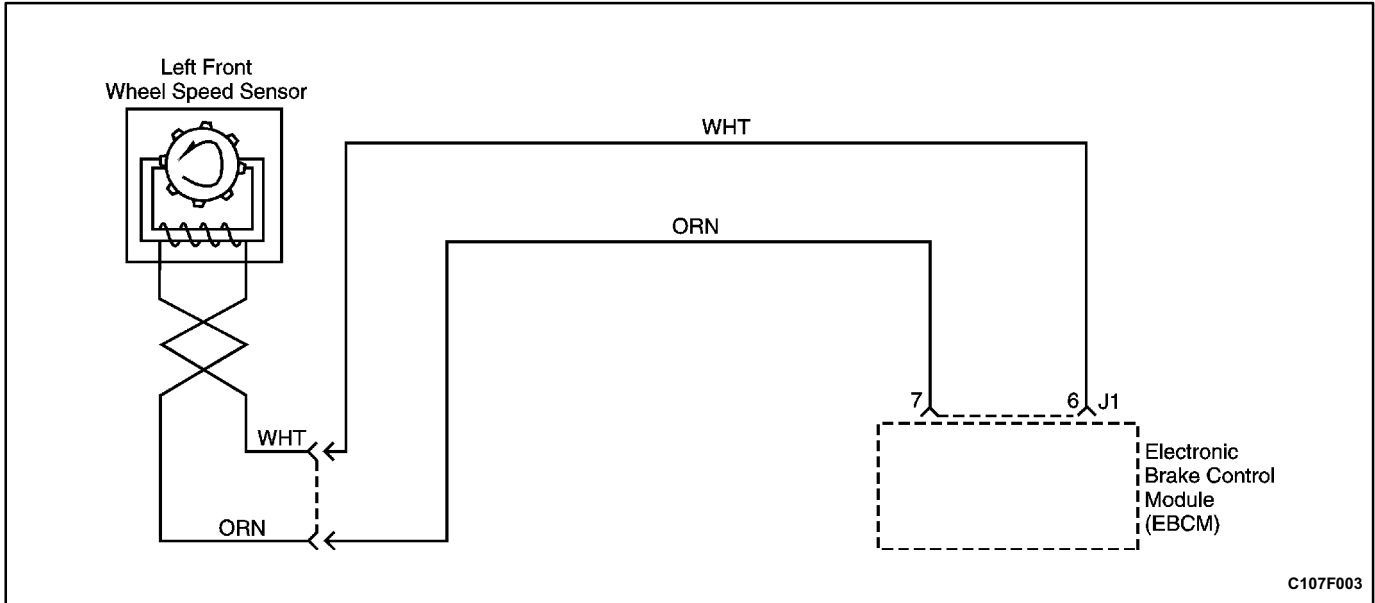 Left Front
Wheel Speed Sensor
WHT
ORN
7
6 J1
WHT
Electronic
Brake Control
Module
(EBCM)
ORN
C107F003